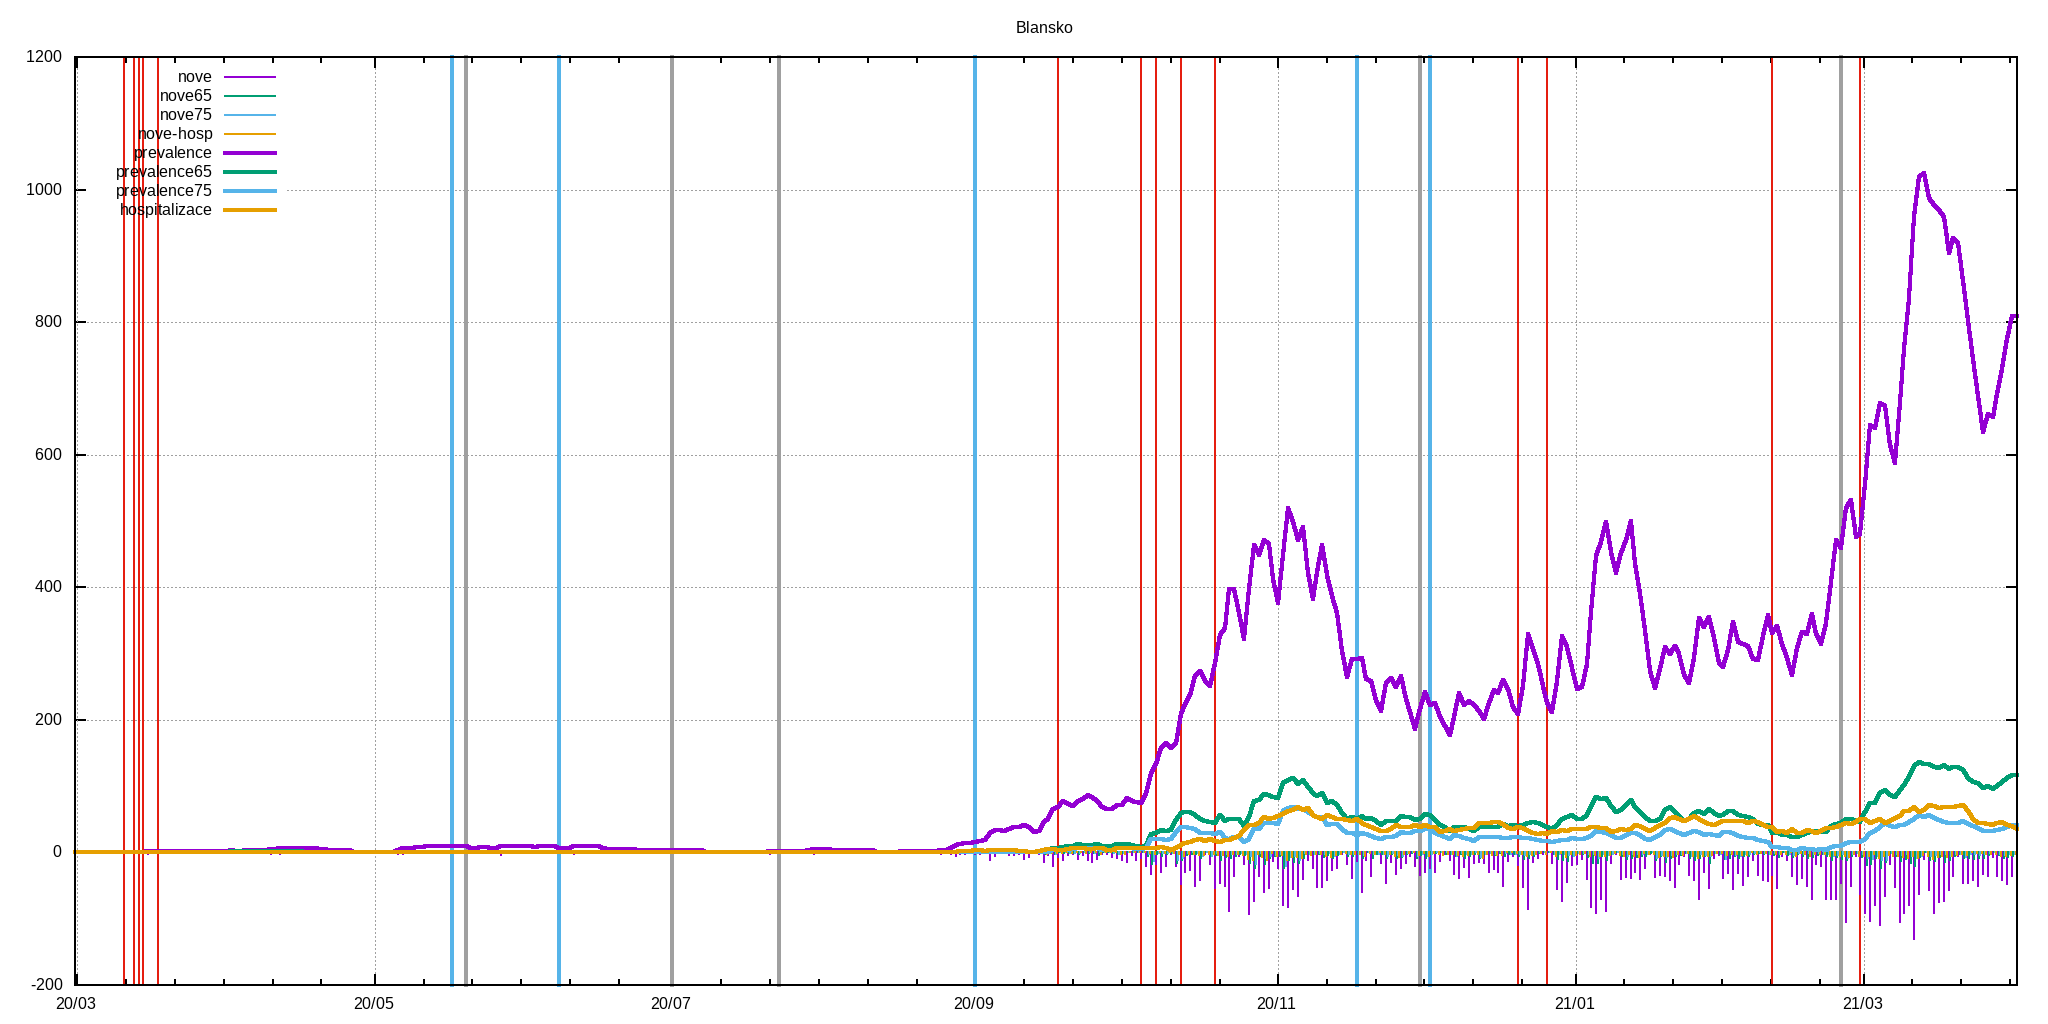 Blansko
1200
nove
nove65
nove75
nove-hosp
prevalence
prevalence65
prevalence75
hospitalizace
1000
800
600
400
200
0
-200
20/03 20/05 20/07 20/09 20/11 21/01 21/03